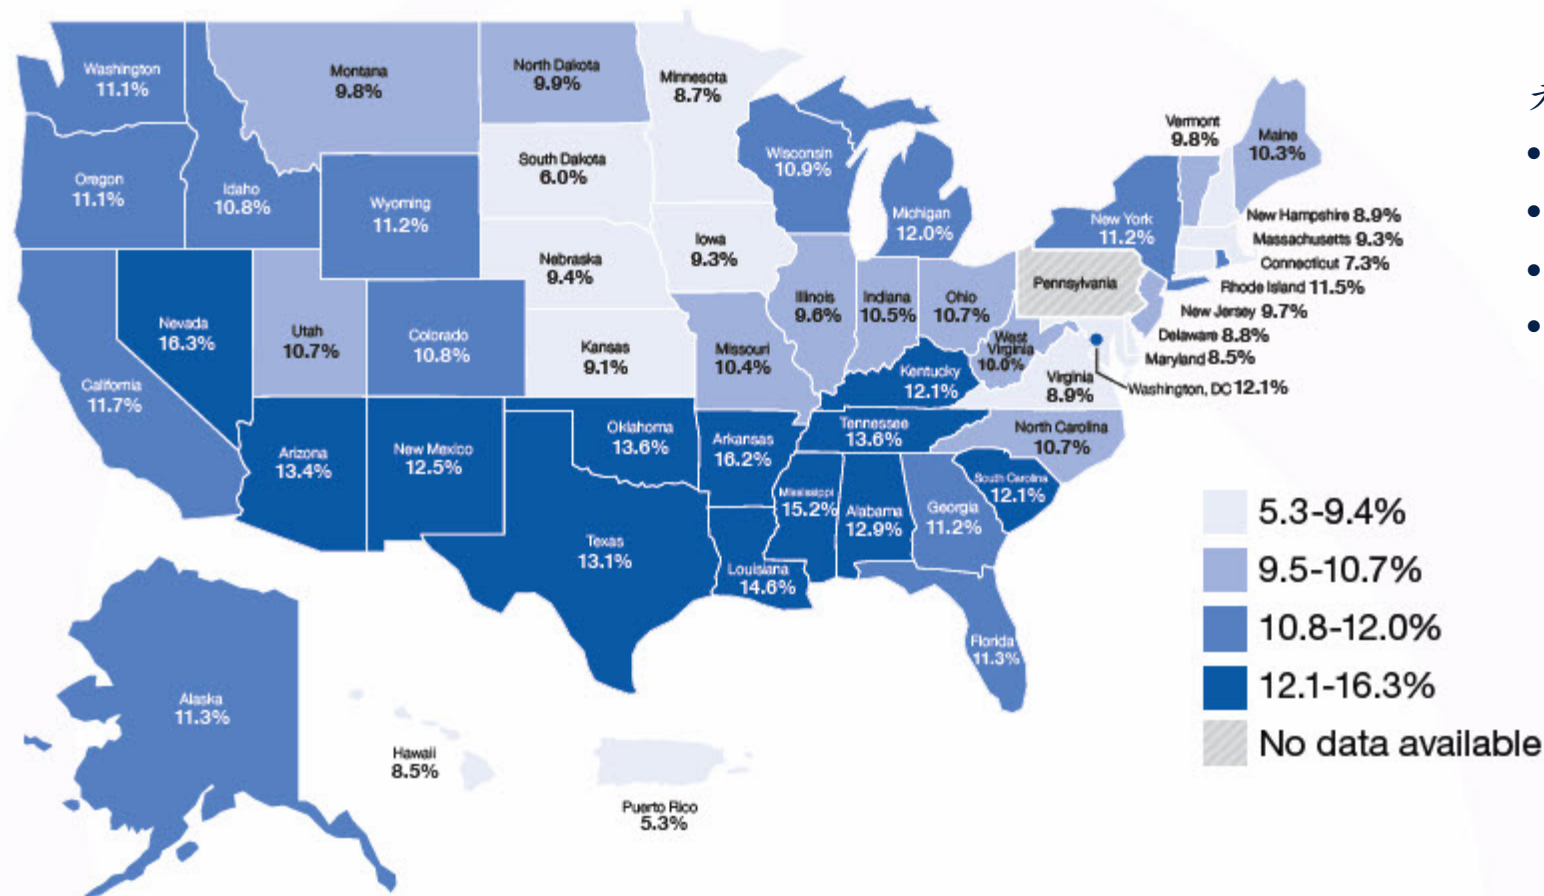 Washington
11.1%
Montana
9.8%
North Dakota
9.9%
Minnesota
8.7%
Vermont
9.8%
Maine
10.3%
Oregon
11.1%
Idaho
10.8%
Wyoming
11.2%
South Dakota
6.0%
Wisconsin
10.9%
Michigan
12.0%
New York
11.2%
New Hampshire 8.9%
Massachusetts 9.3%
Connecticut 7.3%
Rhode Island 11.5%
New Jersey 9.7%
Delaware 8.8%
Maryland 8.5%
Washington, DC 12.1%
Nebraska
9.4%
Iowa
9.3%
Illinois
9.6%
Indiana
10.5%
Ohio
10.7%
Pennsylvania
Nevada
16.3%
Utah
10.7%
Colorado
10.8%
Kansas
9.1%
Missouri
10.4%
West
Virginia
10.0%
Kentucky
12.1%
Virginia
8.9%
California
11.7%
Arizona
13.4%
New Mexico
12.5%
Oklahoma
13.6%
Arkansas
16.2%
Tennessee
13.6%
North Carolina
10.7%
Texas
13.1%
Louisiana
14.6%
Mississippi
15.2%
Alabama
12.9%
Georgia
11.2%
South Carolina
12.1%
Florida
11.3%
Alaska
11.3%
Hawaii
8.5%
Puerto Rico
5.3%
5.3-9.4%
9.5-10.7%
10.8-12.0%
12.1-16.3%
No data available